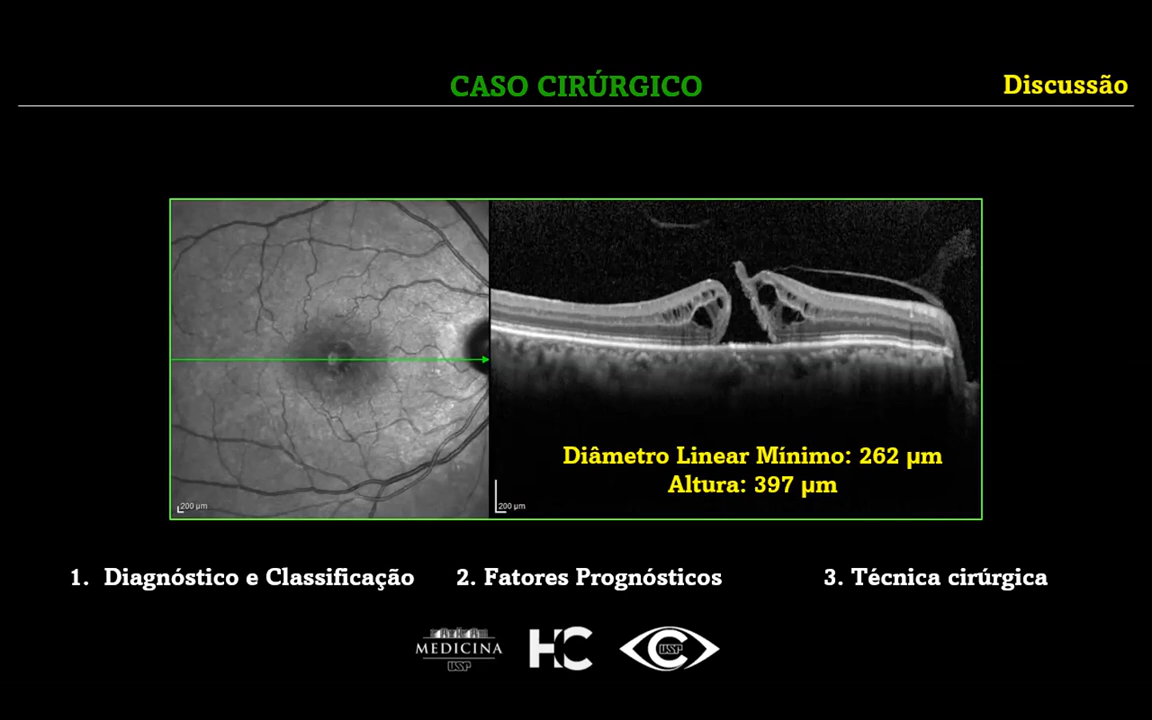 CASO CIRÚRGICO
Discussão
200 µm
200 µm
Diâmetro Linear Mínimo: 262 µm
Altura: 397 µm
1. Diagnóstico e Classificação
2. Fatores Prognósticos
3. Técnica cirúrgica
MEDICINA
USP
HC
C
USP